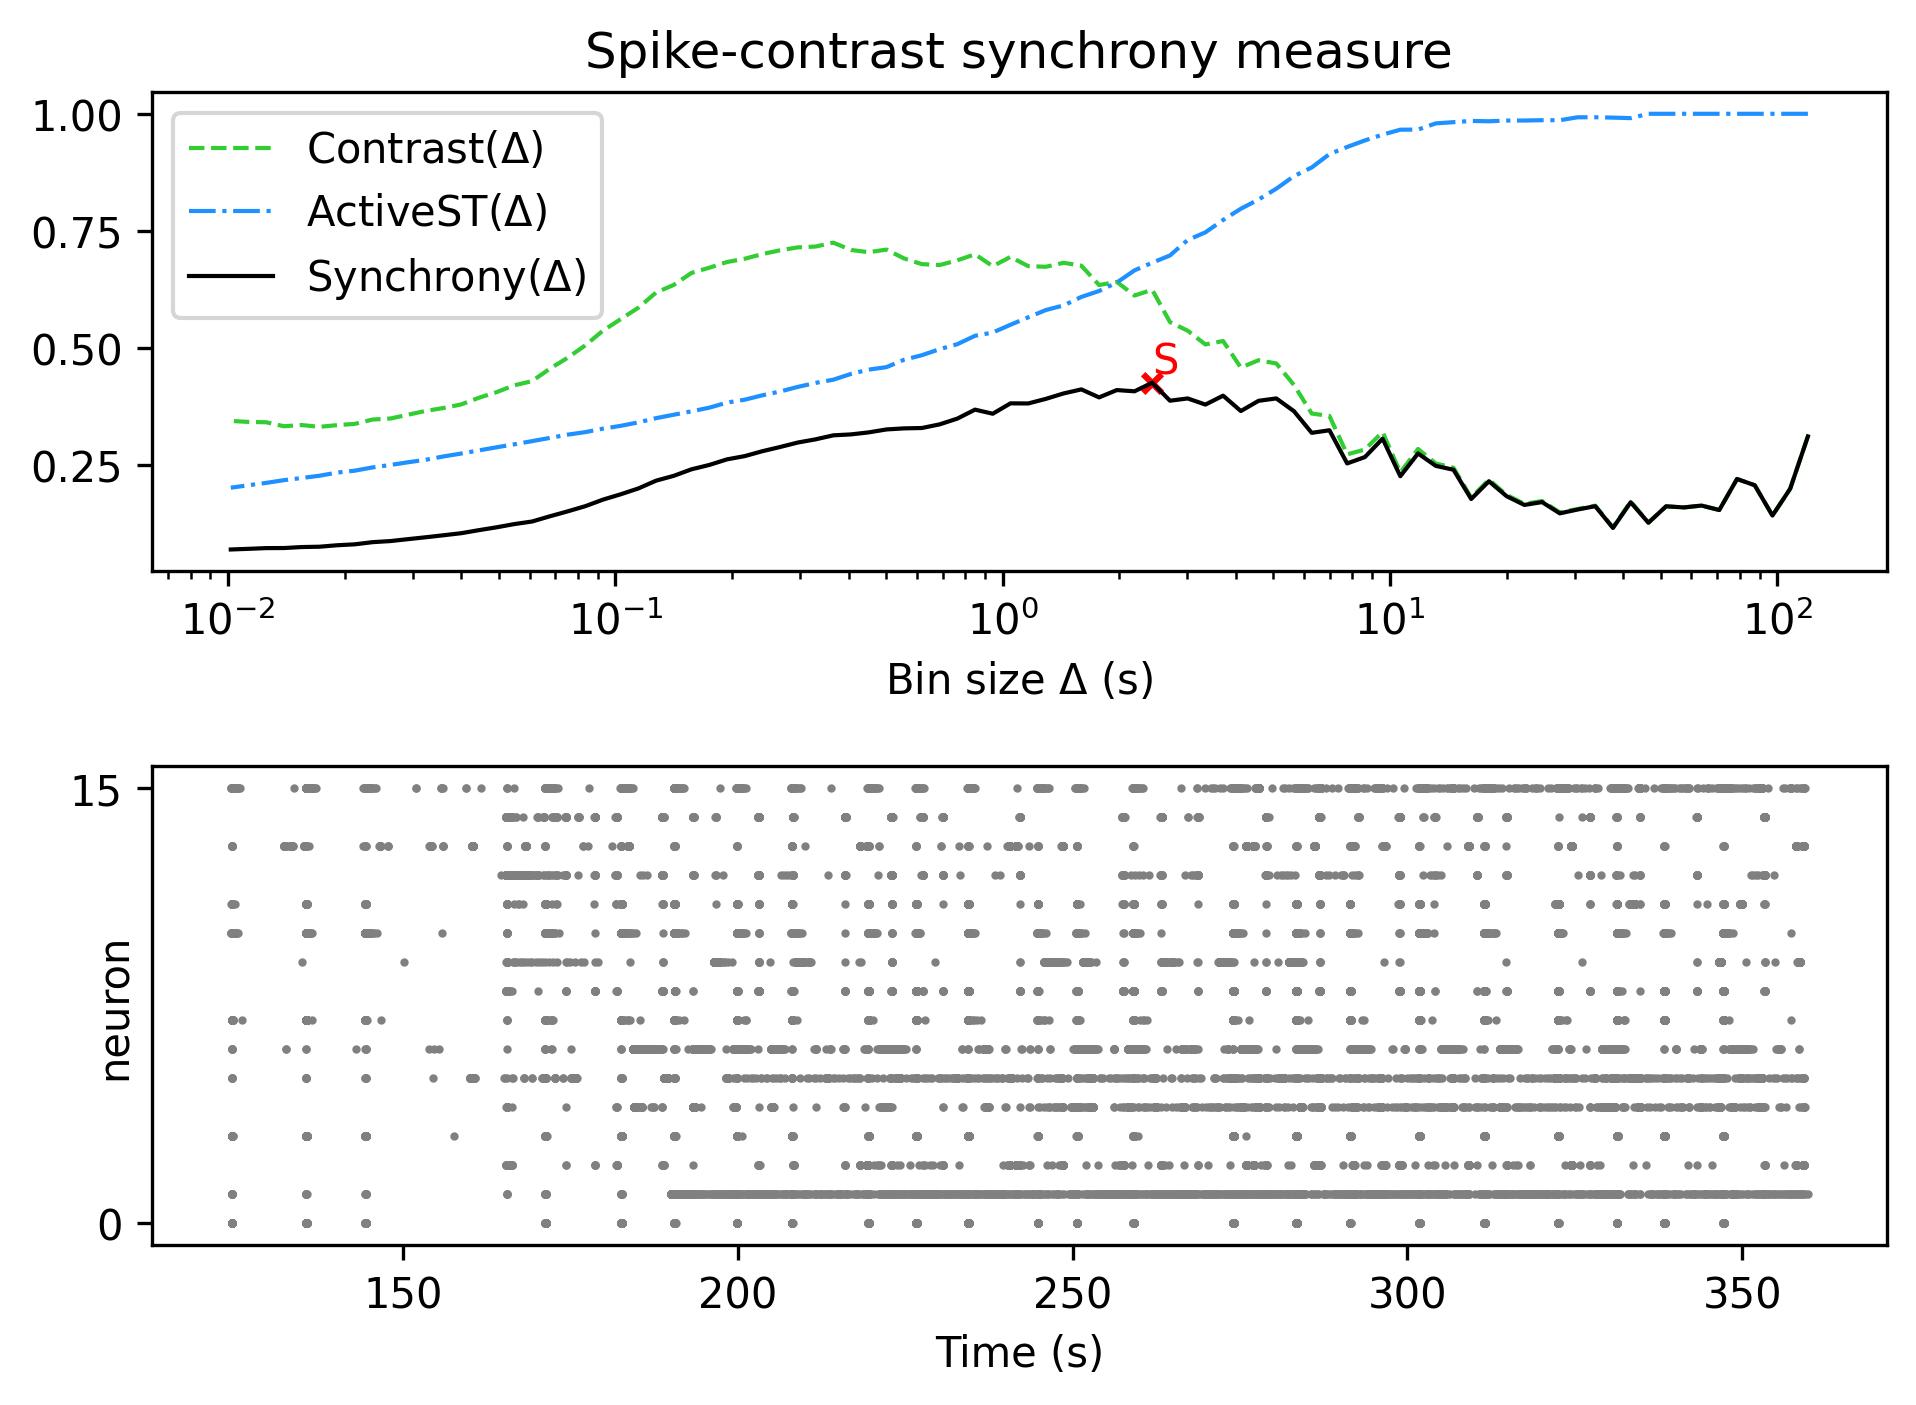 Spike-contrast synchrony measure
1.00
0.75
0.50
0.25
Contrast(Δ)
ActiveST(Δ)
Synchrony(Δ)
S
10⁻² 10⁻¹ 10⁰ 10¹ 10²
Bin size Δ (s)
15
0
neuron
150 200 250 300 350
Time (s)